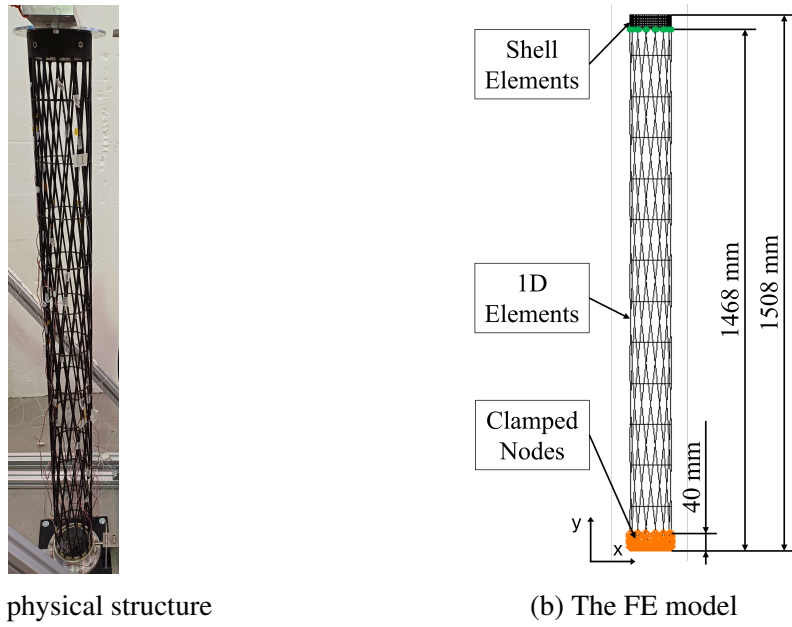 Shell
Elements
1D
Elements
Clamped
Nodes
1468 mm
1508 mm
40 mm
y
x
physical structure
(b) The FE model